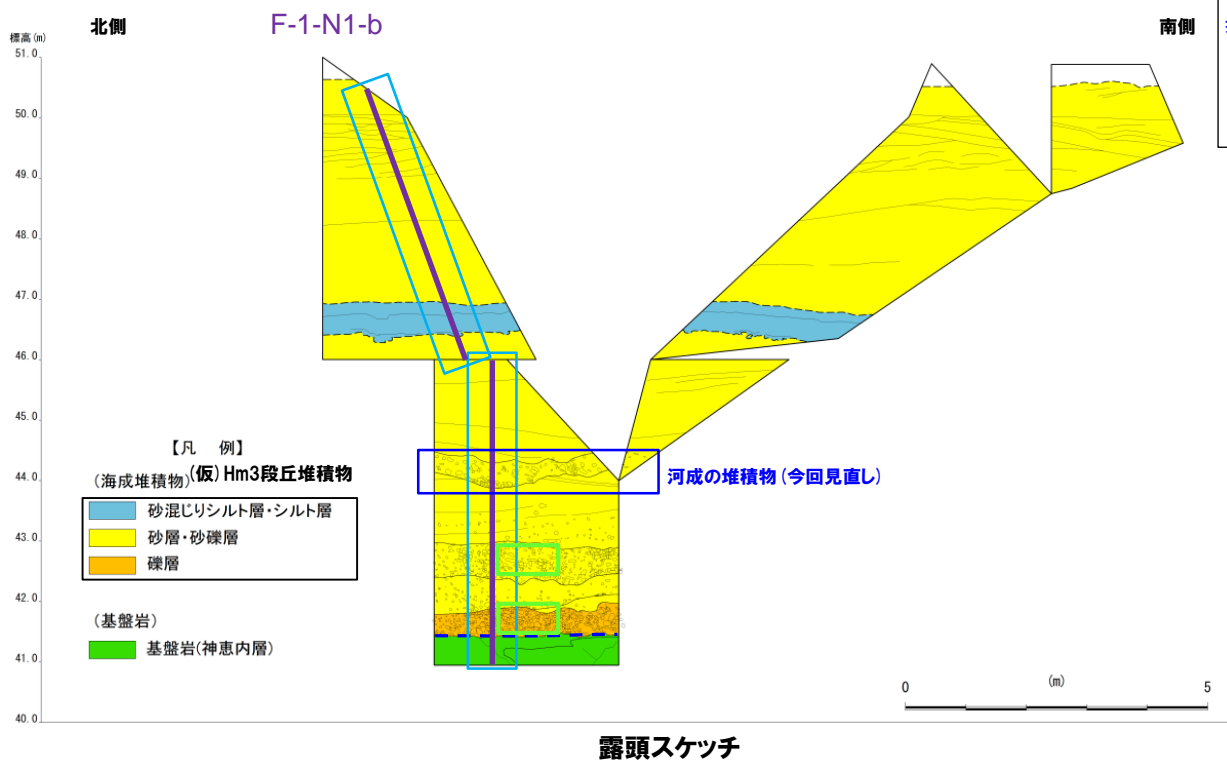 北側
F-1-N1-b
南側
標高(m)
51.0
50.0
49.0
48.0
47.0
46.0
45.0
44.0
43.0
42.0
41.0
40.0
【凡 例】
(海成堆積物)(仮)Hm3段丘堆積物
砂混じりシルト層・シルト層
砂層・砂礫層
礫層
(基盤岩)
基盤岩(神恵内層)
河成の堆積物(今回見直し)
0 (m) 5
露頭スケッチ